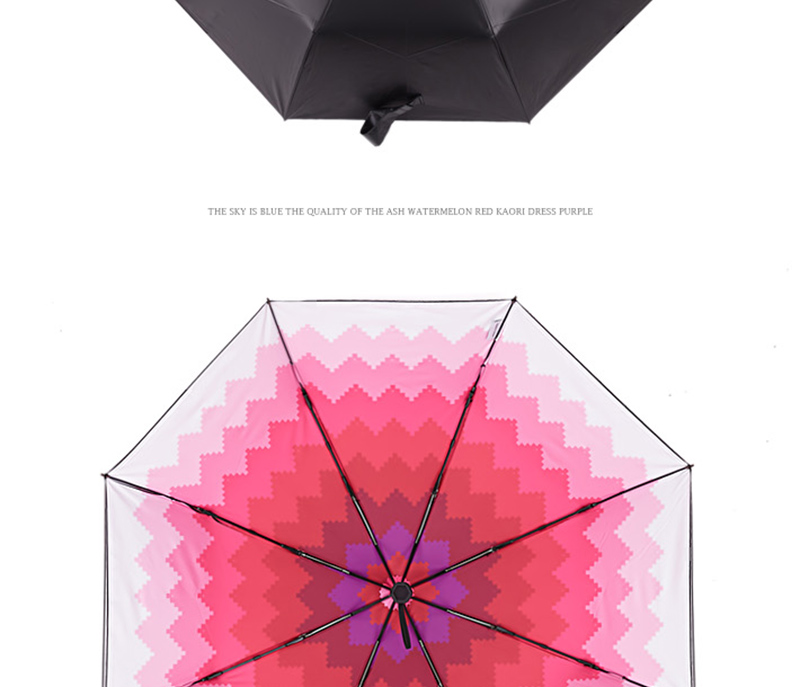 THE SKY IS BLUE THE QUALITY OF THE ASH WATERMELON RED KAORI DRESS PURPLE